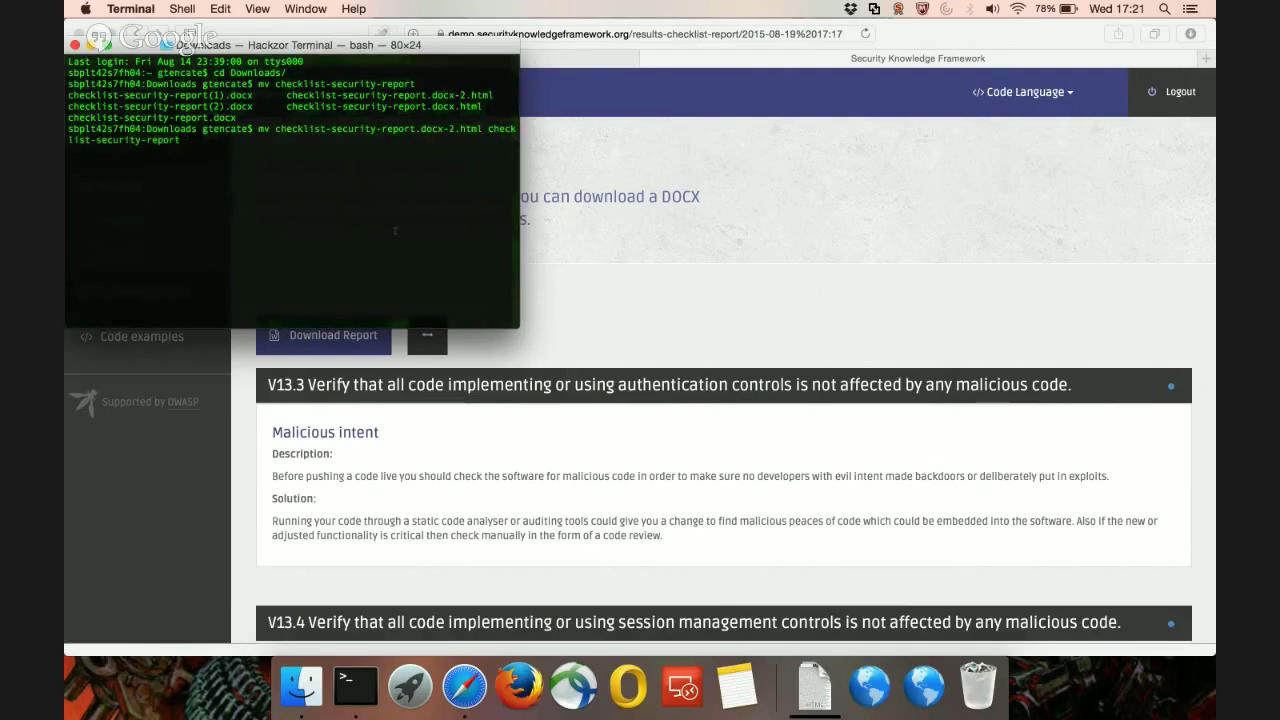 Terminal Shell Edit View Window Help
78% Wed 17:21
Google
Downloads — Hackzor Terminal — bash — 80×24
demo.securityknowledgeframework.org/results-checklist-report/2015-08-19%2017:17
Security Knowledge Framework
Last login: Fri Aug 14 23:39:00 on ttys000
sbplt42s7fh04:~ gtencate$ cd Downloads/
sbplt42s7fh04:Downloads gtencate$ mv checklist-security-report
checklist-security-report(1).docx checklist-security-report.docx-2.html
checklist-security-report(2).docx checklist-security-report.docx.html
checklist-security-report.docx
sbplt42s7fh04:Downloads gtencate$ mv checklist-security-report.docx-2.html check
list-security-report
</> Code Language
Logout
ou can download a DOCX
s.
</> Code examples
Download Report
Supported by OWASP
V13.3 Verify that all code implementing or using authentication controls is not affected by any malicious code.
Malicious intent
Description:
Before pushing a code live you should check the software for malicious code in order to make sure no developers with evil intent made backdoors or deliberately put in exploits.
Solution:
Running your code through a static code analyser or auditing tools could give you a change to find malicious peaces of code which could be embedded into the software. Also if the new or
adjusted functionality is critical then check manually in the form of a code review.
V13.4 Verify that all code implementing or using session management controls is not affected by any malicious code.
>_
HTML